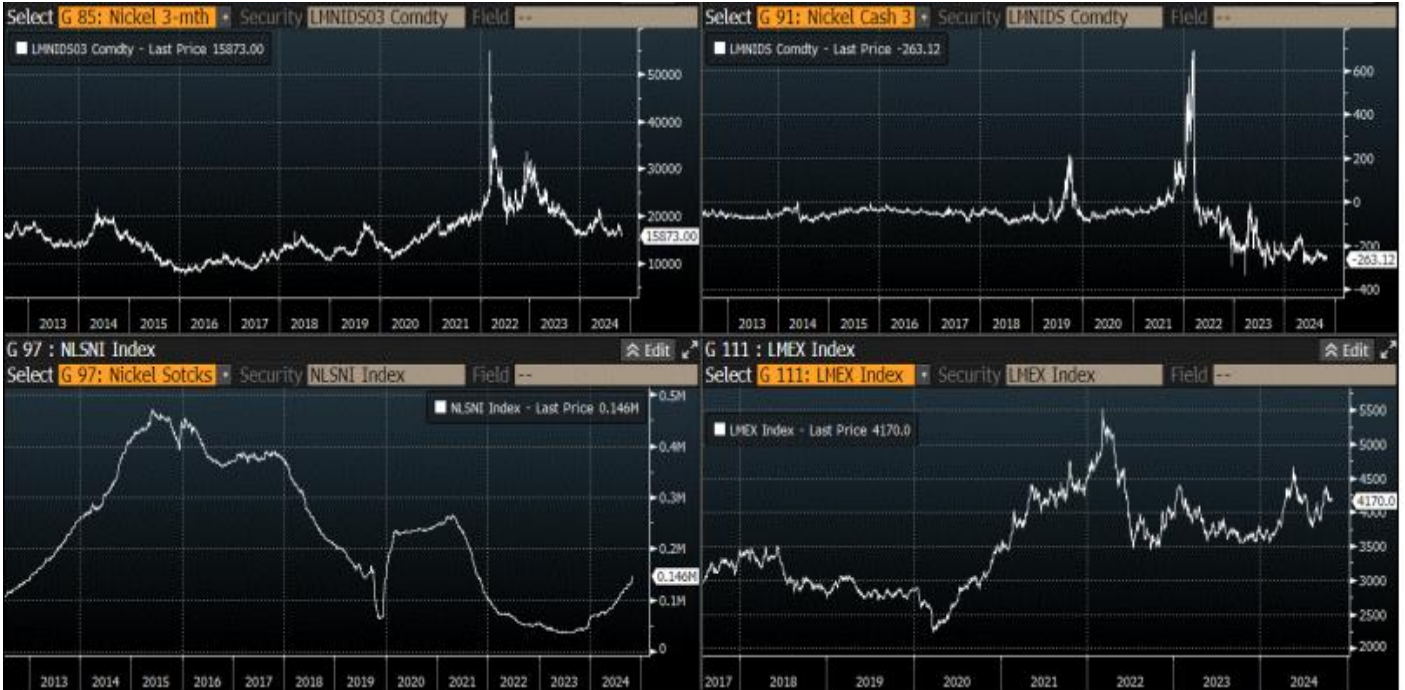 Select G 85: Nickel 3-mth Security LMNIDS03 Comdty Field --
LMNIDS03 Comdty - Last Price 15873.00
50000
40000
30000
20000
15873.00
10000
2013 2014 2015 2016 2017 2018 2019 2020 2021 2022 2023 2024
Select G 91: Nickel Cash 3 Security LMNIDS Comdty Field --
LMNIDS Comdty - Last Price -263.12
600
400
200
0
-200
-263.12
-400
2013 2014 2015 2016 2017 2018 2019 2020 2021 2022 2023 2024
G 97 : NLSNI Index Edit
Select G 97: Nickel Sotcks Security NLSNI Index Field --
NLSNI Index - Last Price 0.146M
0.5M
0.4M
0.3M
0.2M
0.146M
0.1M
0
2013 2014 2015 2016 2017 2018 2019 2020 2021 2022 2023 2024
G 111 : LMEX Index Edit
Select G 111: LMEX Index Security LMEX Index Field --
LMEX Index - Last Price 4170.0
5500
5000
4500
4170.0
4000
3500
3000
2500
2000
2017 2018 2019 2020 2021 2022 2023 2024